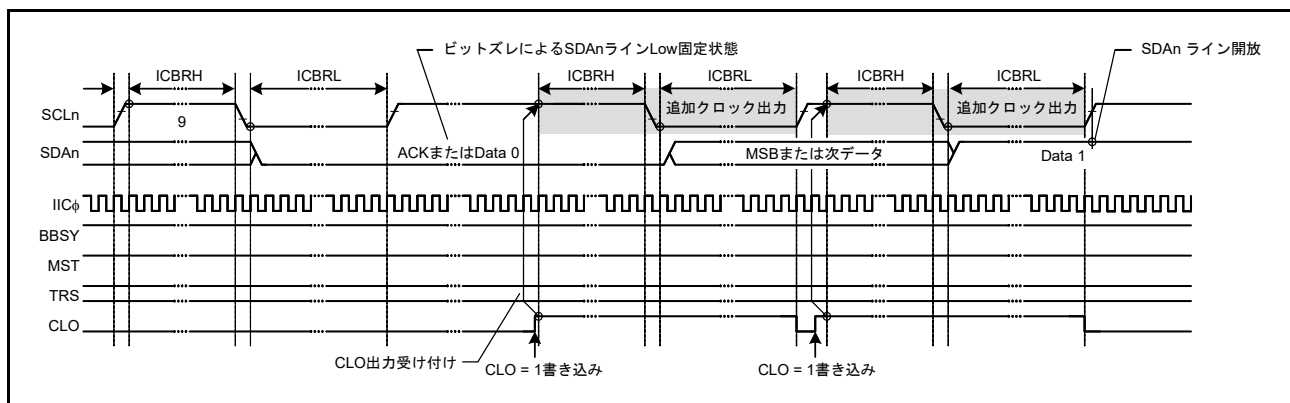 ビットズレによるSDAnラインLow固定状態
SDAn ライン開放
ICBRH
ICBRL
ICBRH
ICBRL
ICBRH
ICBRL
SCLn
9
追加クロック出力
追加クロック出力
SDAn
ACKまたはData 0
MSBまたは次データ
Data 1
IICφ
BBSY
MST
TRS
CLO
CLO出力受け付け
CLO = 1書き込み
CLO = 1書き込み